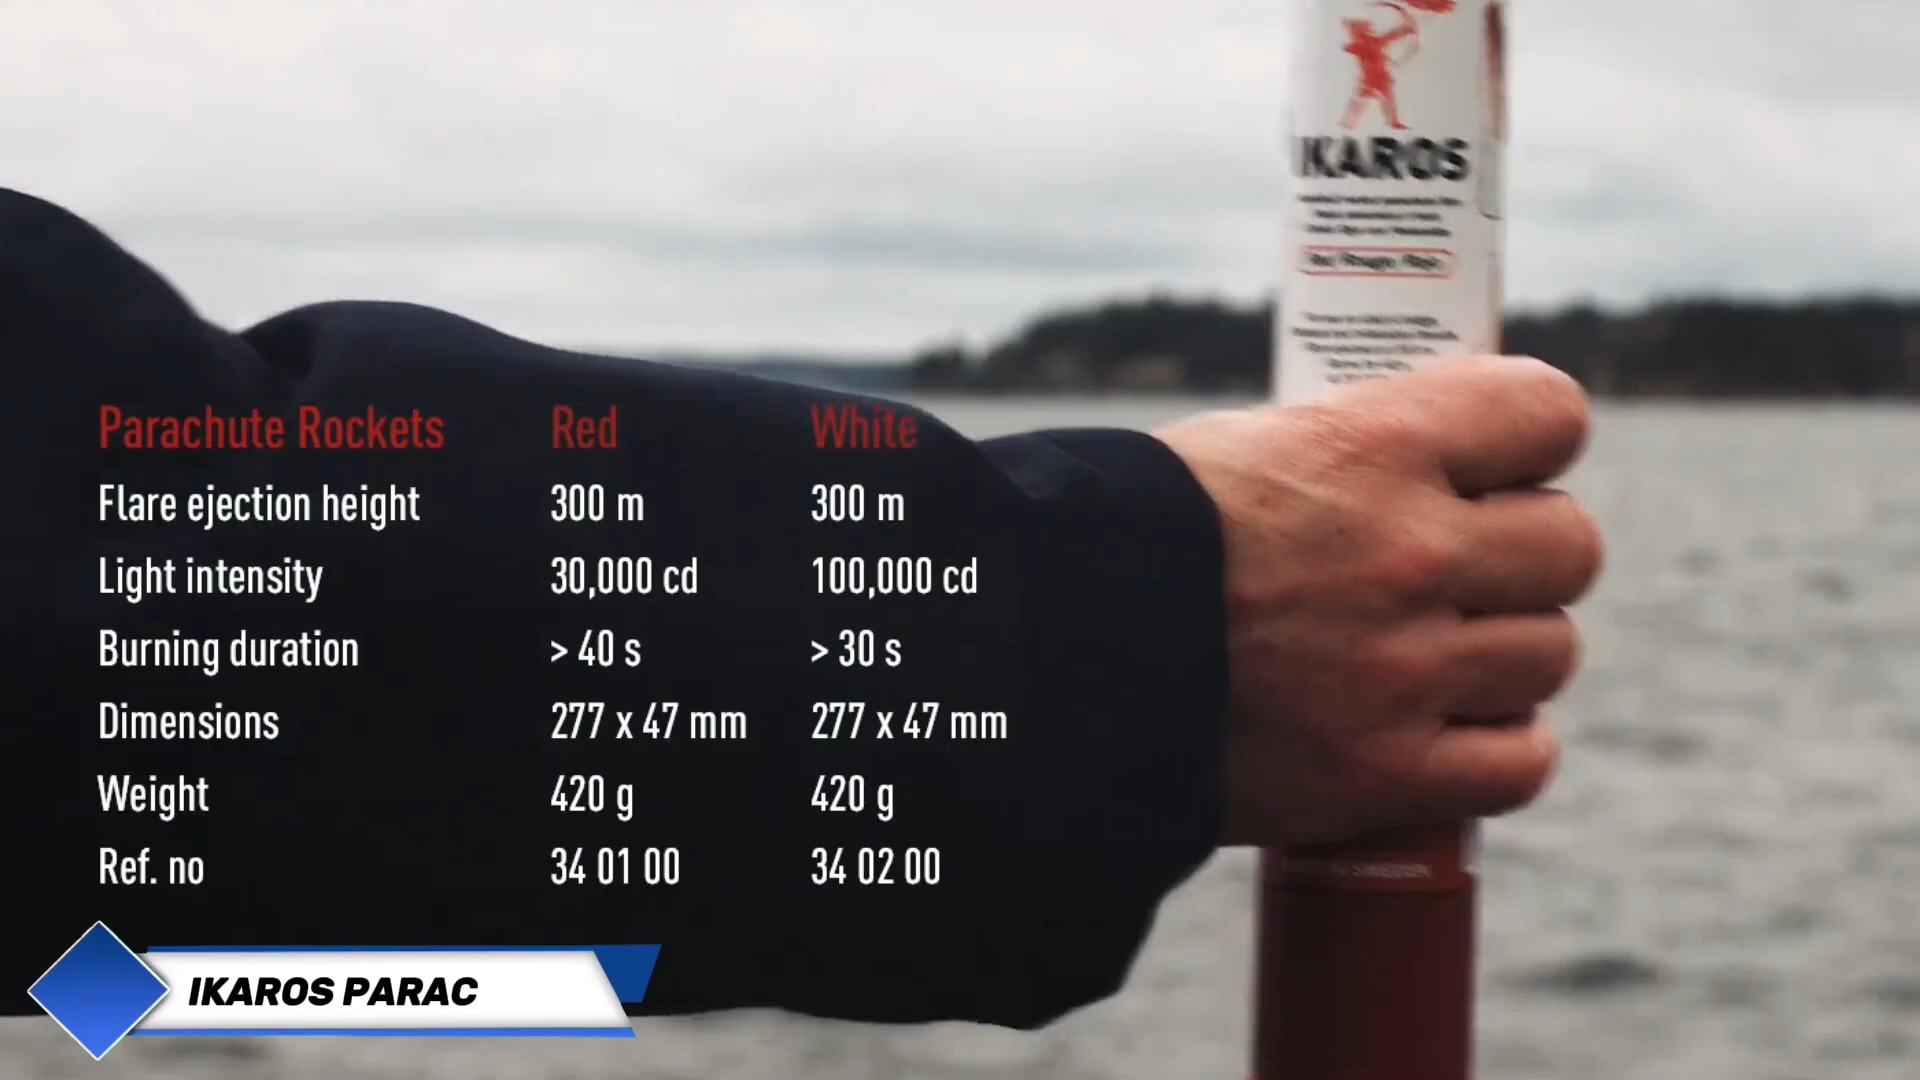 IKAROS
Parachute Rockets Red White
Flare ejection height 300 m 300 m
Light intensity 30,000 cd 100,000 cd
Burning duration > 40 s > 30 s
Dimensions 277 x 47 mm 277 x 47 mm
Weight 420 g 420 g
Ref. no 34 01 00 34 02 00
SWEDEN
IKAROS PARAC